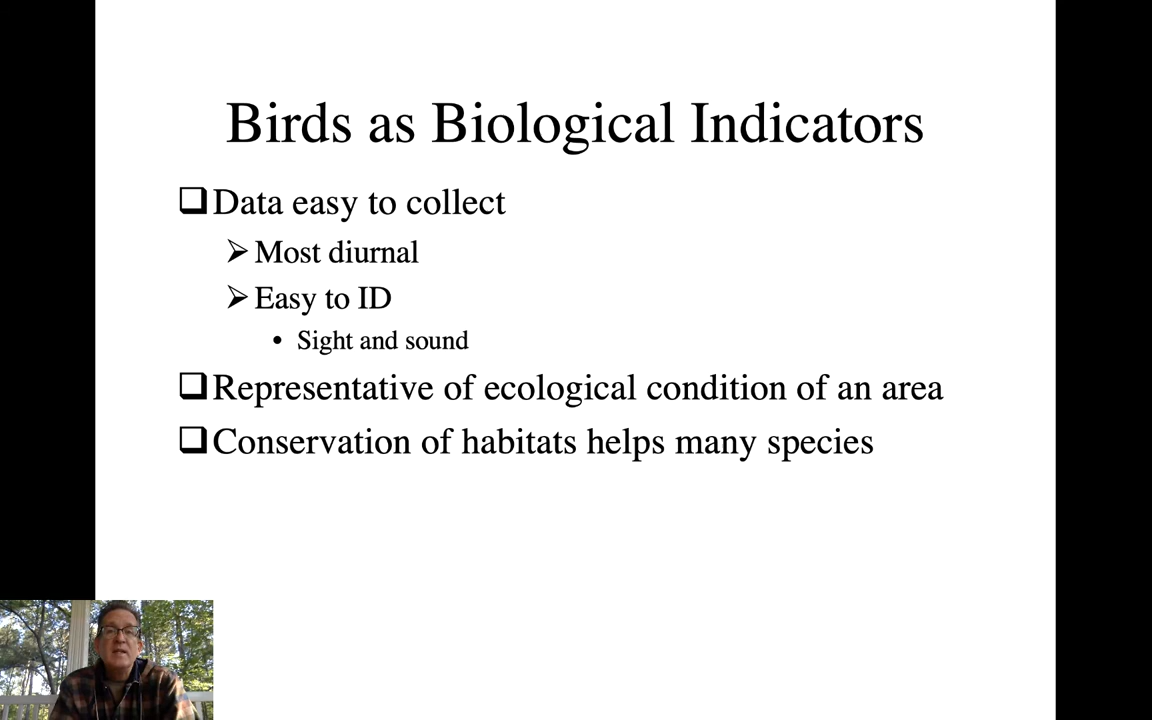 Birds as Biological Indicators
❑Data easy to collect
➢Most diurnal
➢Easy to ID
• Sight and sound
❑Representative of ecological condition of an area
❑Conservation of habitats helps many species